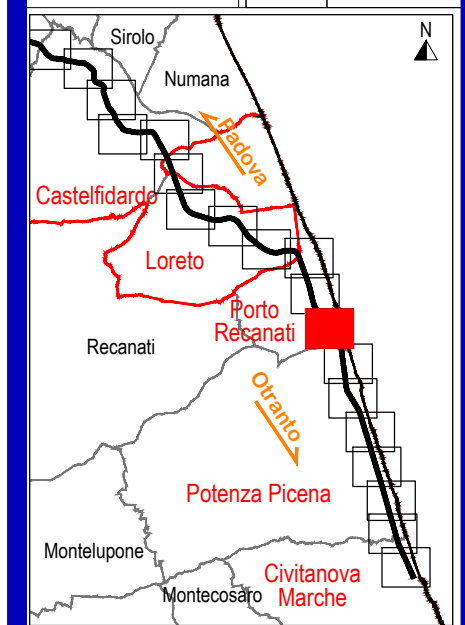 Sirolo
N
Numana
Padova
Castelfidardo
Loreto
Porto
Recanati
Recanati
Otranto
Potenza Picena
Montelupone
Montecosaro
Civitanova
Marche